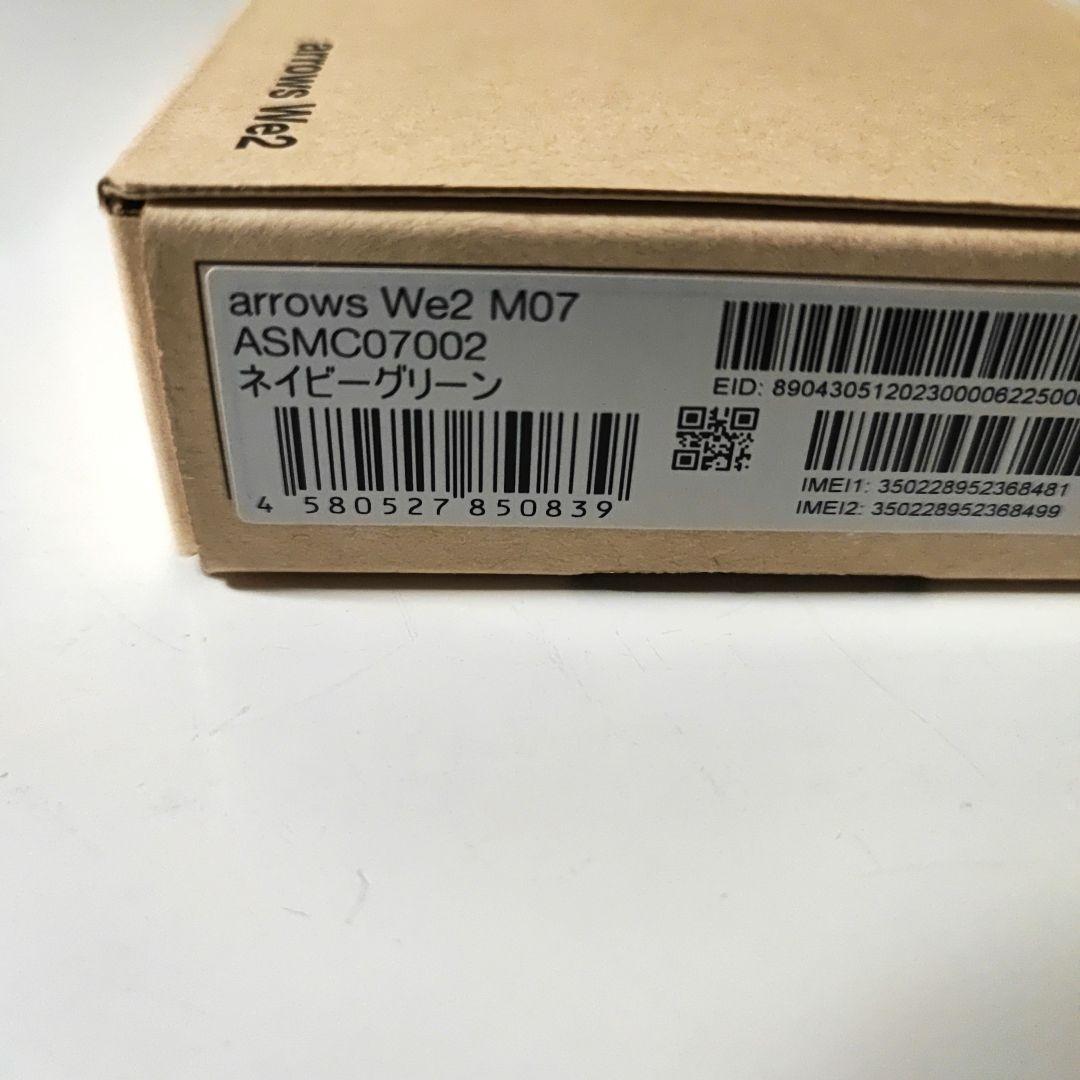 arrows We2
arrows We2 M07
ASMC07002
ネイビーグリーン
4 580527 850839
EID: 89043051202300006225000
IMEI1: 350228952368481
IMEI2: 350228952368499